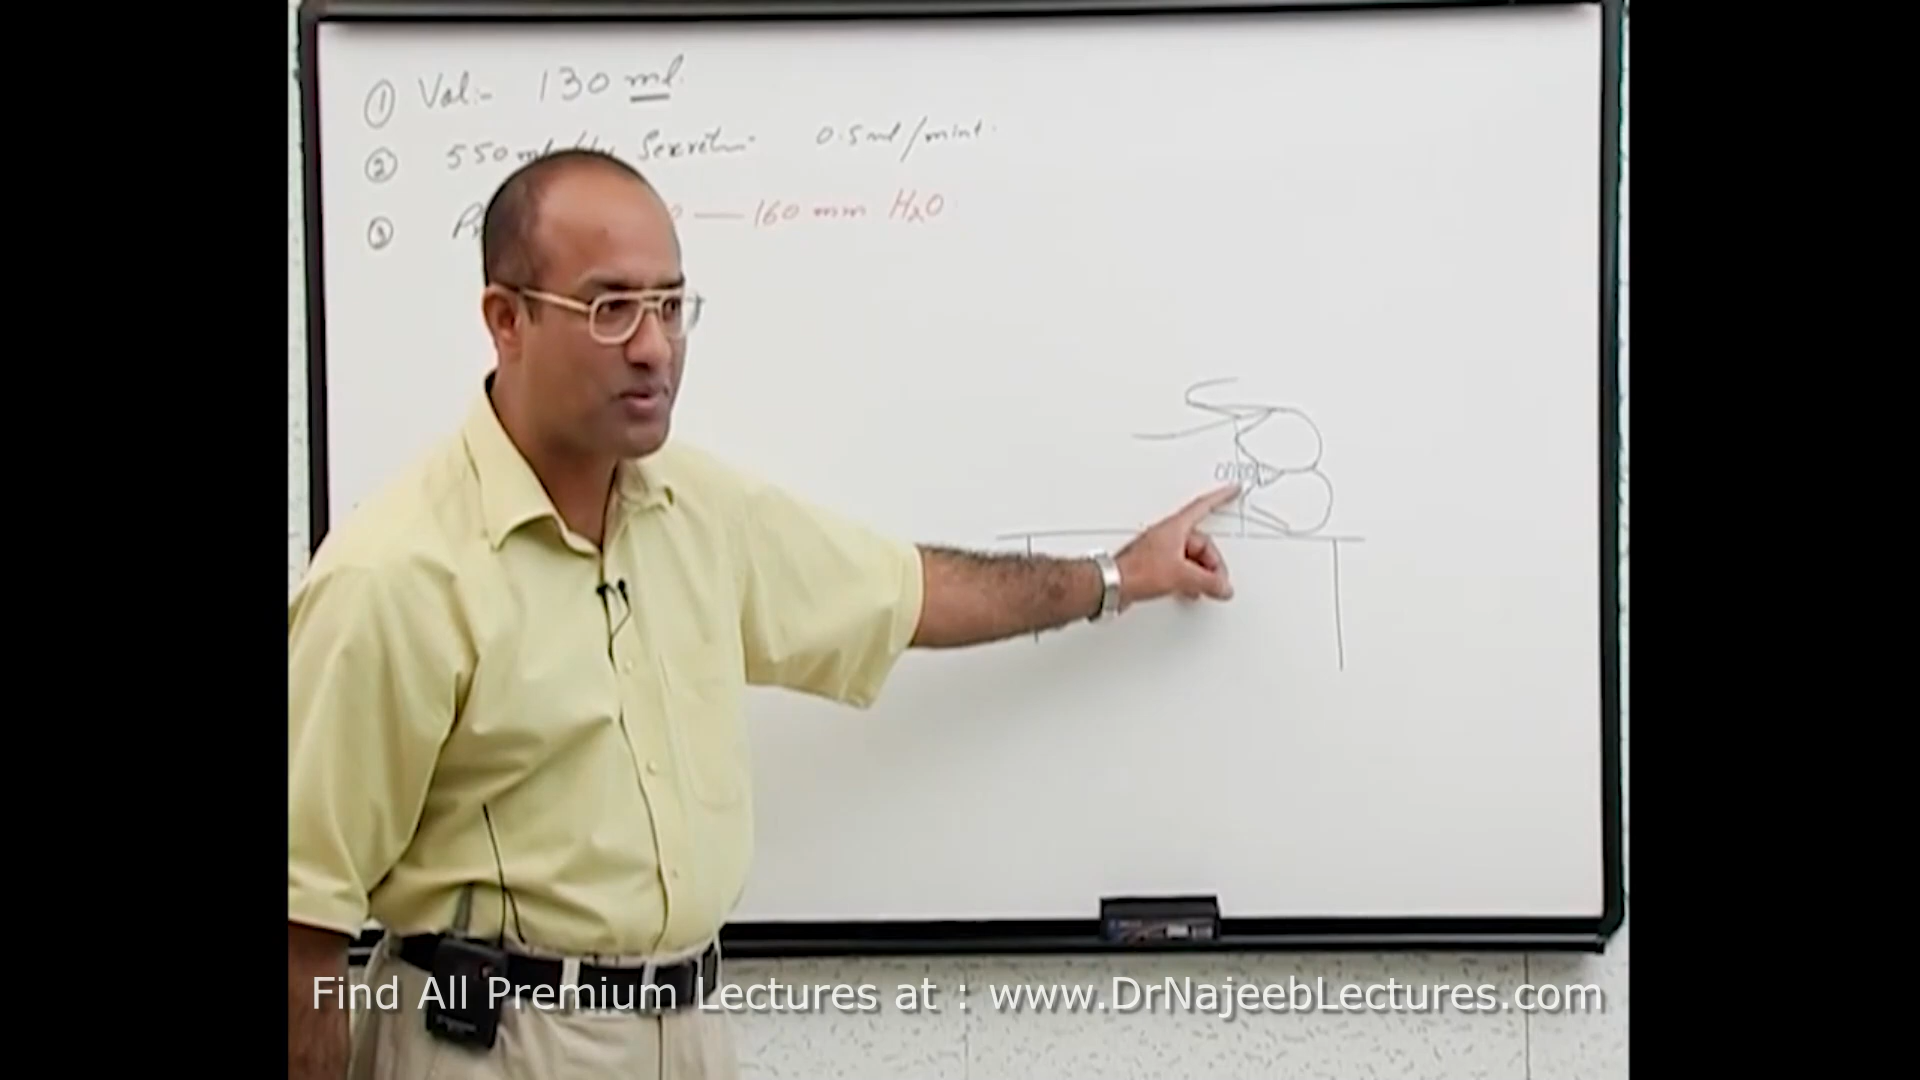 ① Vol:- 130 ml.
② 550 ml 0.5 ml/mint.
③ 160 mm H₂O
Find All Premium Lectures at : www.DrNajeebLectures.com